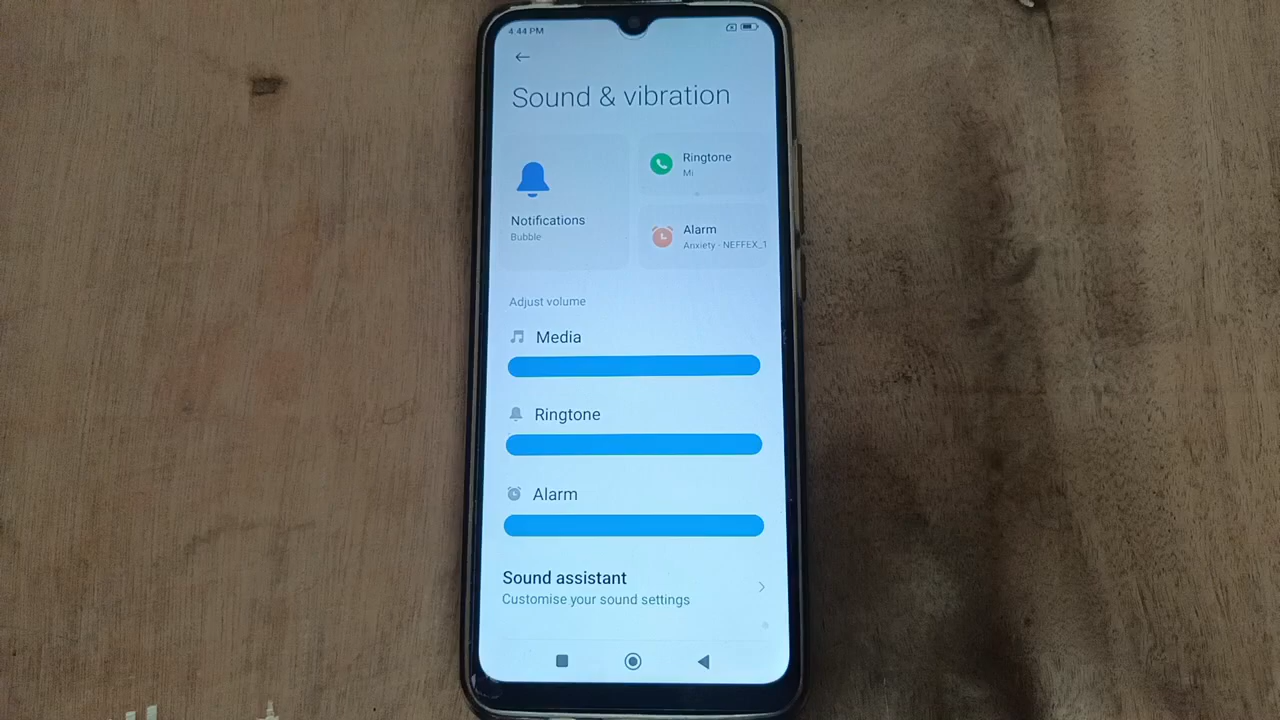 4:44 PM
Sound & vibration
Notifications
Bubble
Ringtone
Mi
Alarm
Anxiety - NEFFEX_1
Adjust volume
Media
Ringtone
Alarm
Sound assistant
Customise your sound settings